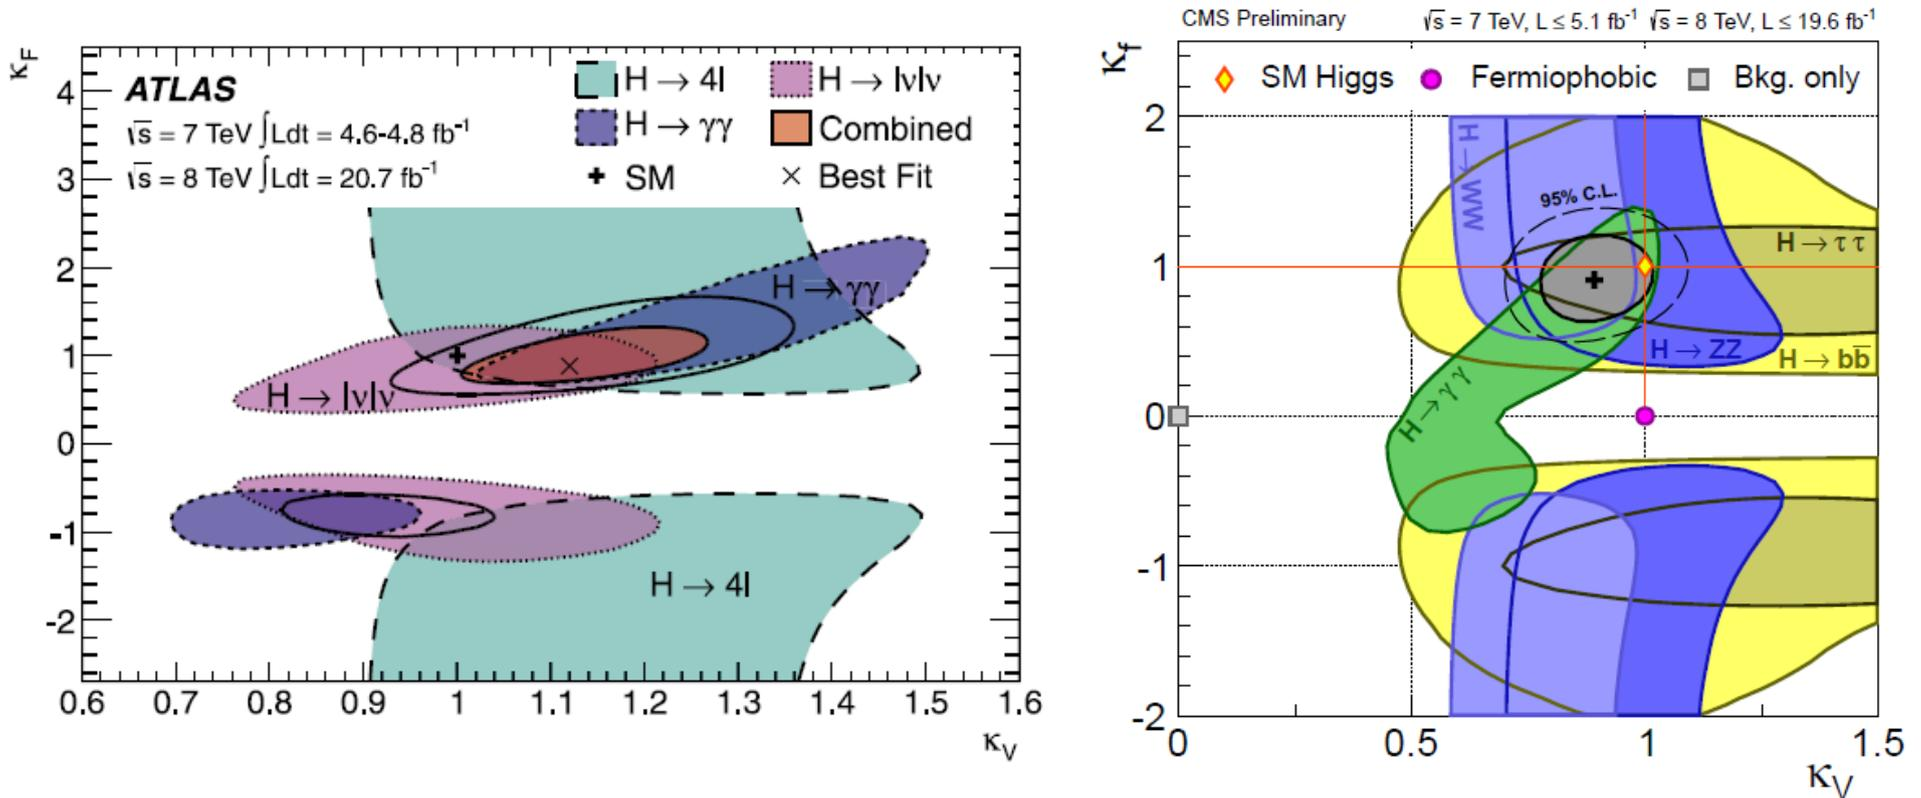 ATLAS
√s = 7 TeV ∫Ldt = 4.6-4.8 fb⁻¹
√s = 8 TeV ∫Ldt = 20.7 fb⁻¹
H → 4l
H → lνlν
H → γγ
Combined
SM
Best Fit
κ_F
4
3
2
1
0
-1
-2
H → γγ
H → lνlν
H → 4l
0.6 0.7 0.8 0.9 1 1.1 1.2 1.3 1.4 1.5 1.6
κ_V
CMS Preliminary √s = 7 TeV, L ≤ 5.1 fb⁻¹ √s = 8 TeV, L ≤ 19.6 fb⁻¹
κ_f
SM Higgs Fermiophobic Bkg. only
2
1
0
-1
-2
H → WW
95% C.L.
H → ττ
H → ZZ
H → bb̅
H → γγ
0 0.5 1 1.5
κ_V